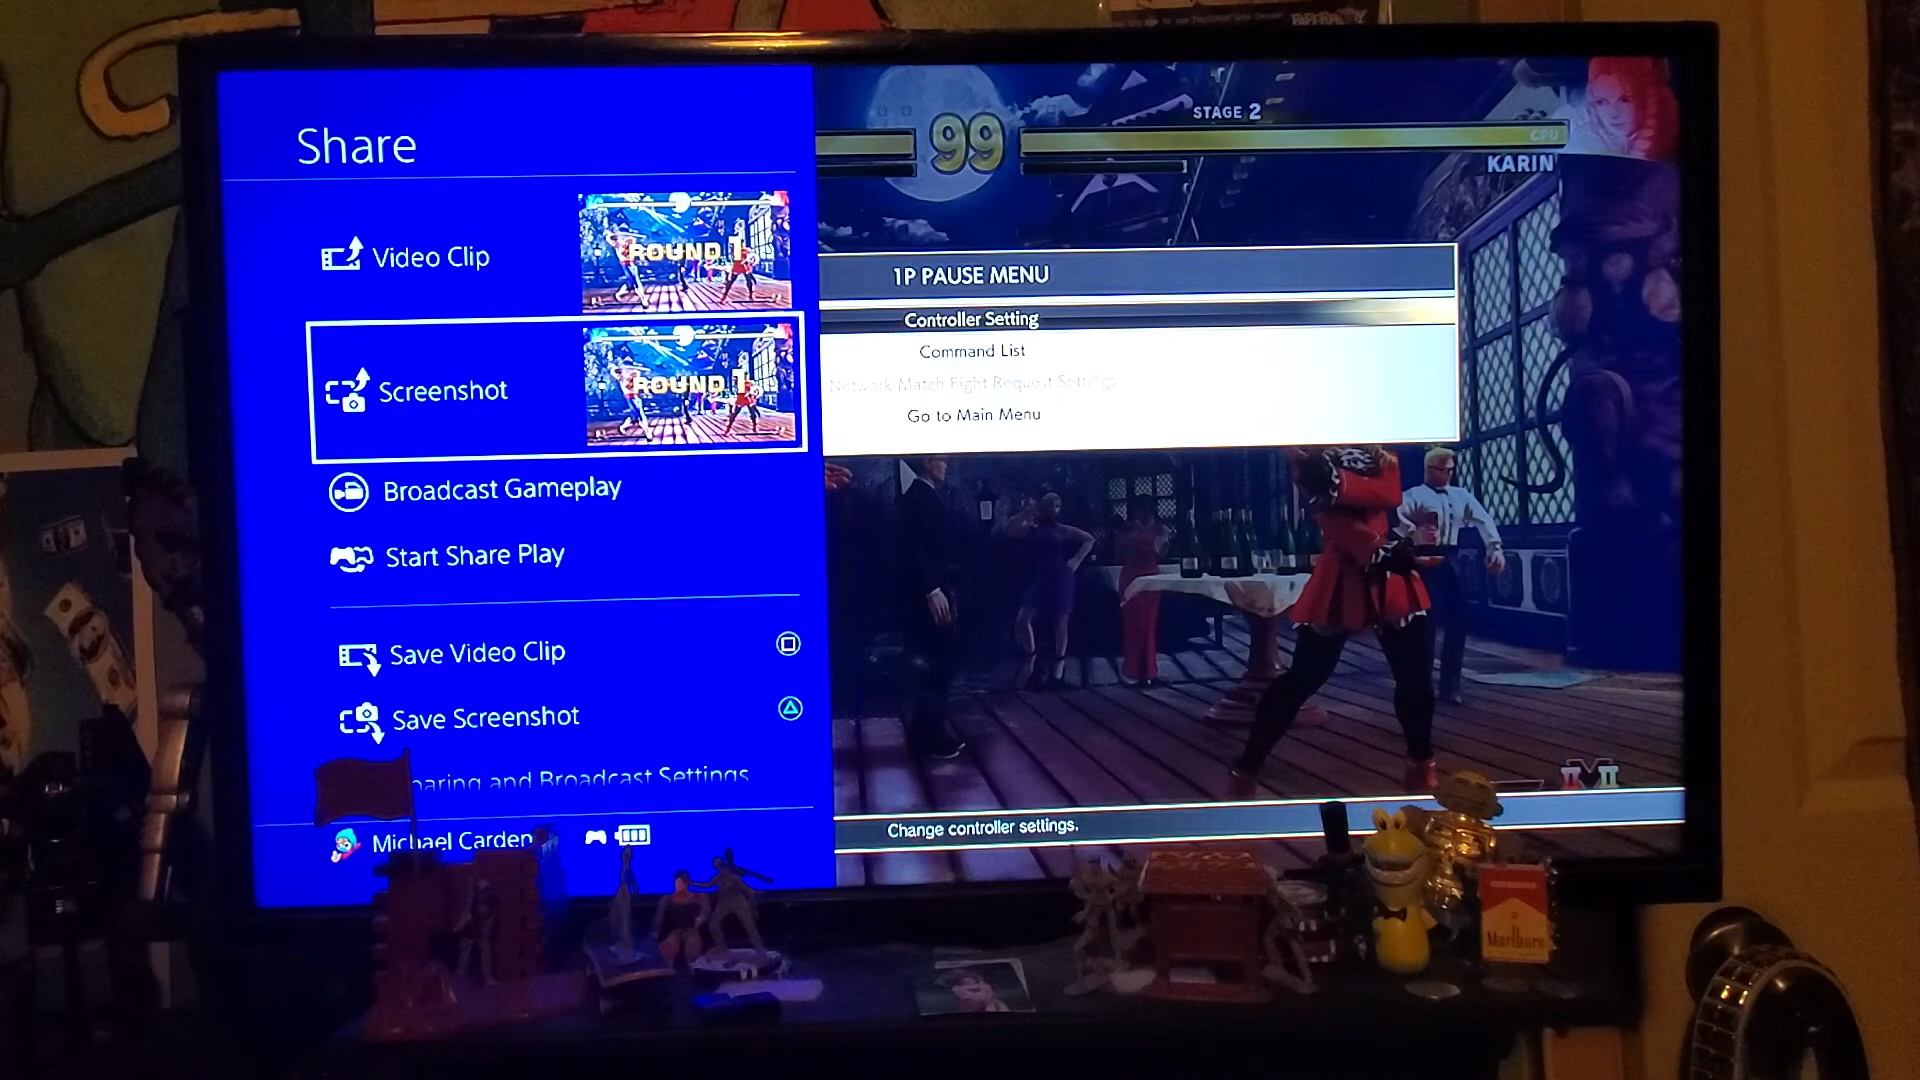 Share
Video Clip
ROUND 1
Screenshot
ROUND 1
Broadcast Gameplay
Start Share Play
Save Video Clip
Save Screenshot
haring and Broadcast Settings
Michael Carden
99
STAGE 2
CPU
KARIN
1P PAUSE MENU
Controller Setting
Command List
Network Match Fight Request Settings
Go to Main Menu
Change controller settings.
Marlboro